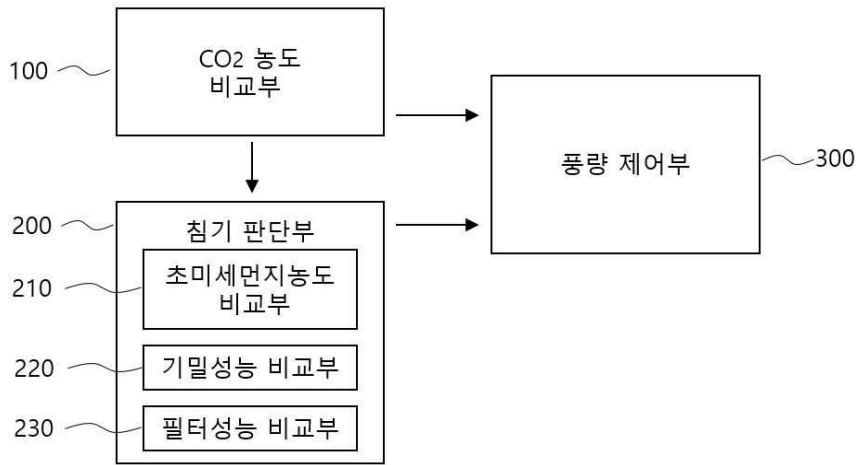 100
CO2 농도
비교부
풍량 제어부
300
200
침기 판단부
210
초미세먼지농도
비교부
220
기밀성능 비교부
230
필터성능 비교부